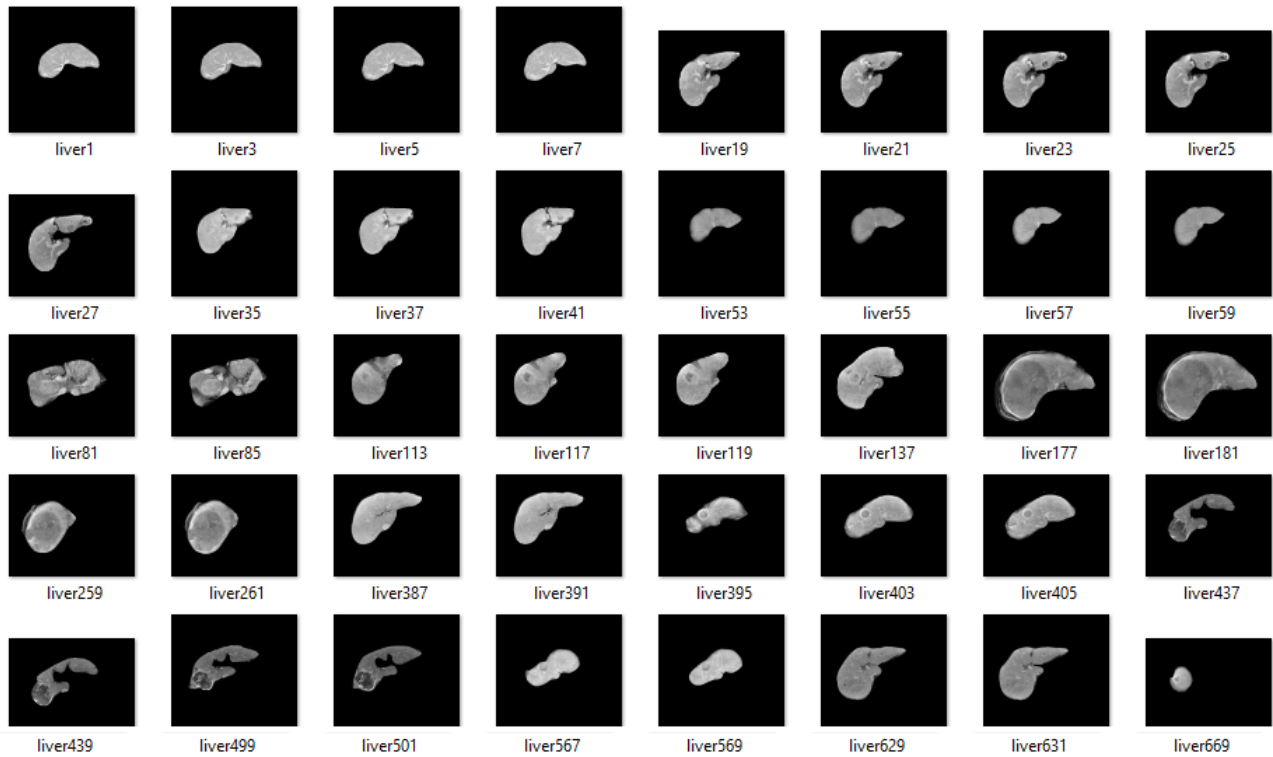 liver1 liver3 liver5 liver7 liver19 liver21 liver23 liver25
liver27 liver35 liver37 liver41 liver53 liver55 liver57 liver59
liver81 liver85 liver113 liver117 liver119 liver137 liver177 liver181
liver259 liver261 liver387 liver391 liver395 liver403 liver405 liver437
liver439 liver499 liver501 liver567 liver569 liver629 liver631 liver669